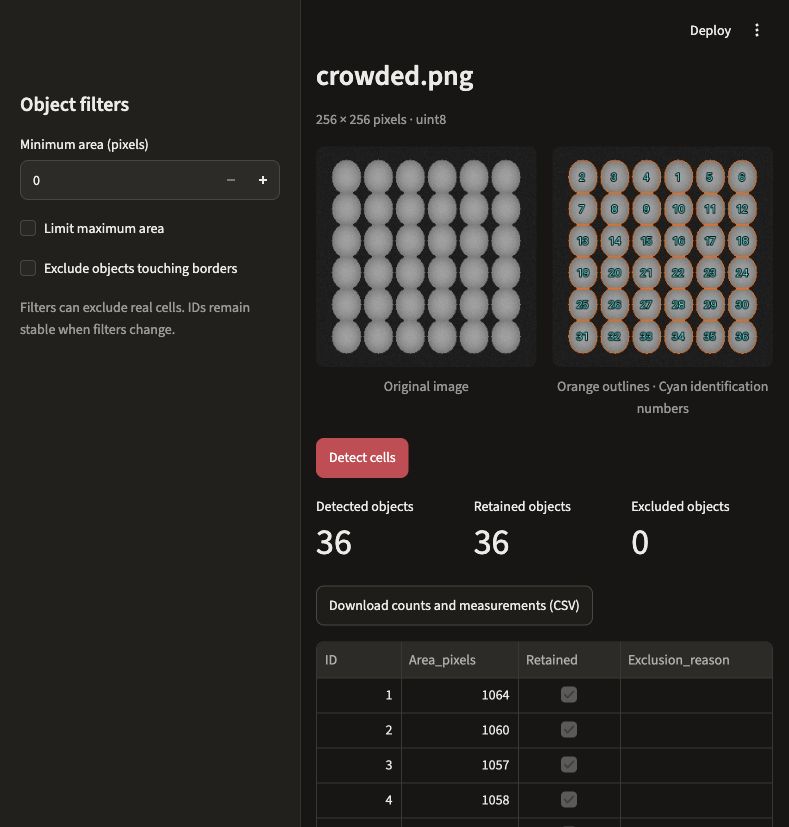 Deploy
Object filters
Minimum area (pixels)
0
Limit maximum area
Exclude objects touching borders
Filters can exclude real cells. IDs remain
stable when filters change.
crowded.png
256 × 256 pixels · uint8
2 3 4 1 5 6
7 8 9 10 11 12
13 14 15 16 17 18
19 20 21 22 23 24
25 26 27 28 29 30
31 32 33 34 35 36
Original image
Orange outlines · Cyan identification
numbers
Detect cells
Detected objects Retained objects Excluded objects
36 36 0
Download counts and measurements (CSV)
ID Area_pixels Retained Exclusion_reason
1 1064
2 1060
3 1057
4 1058